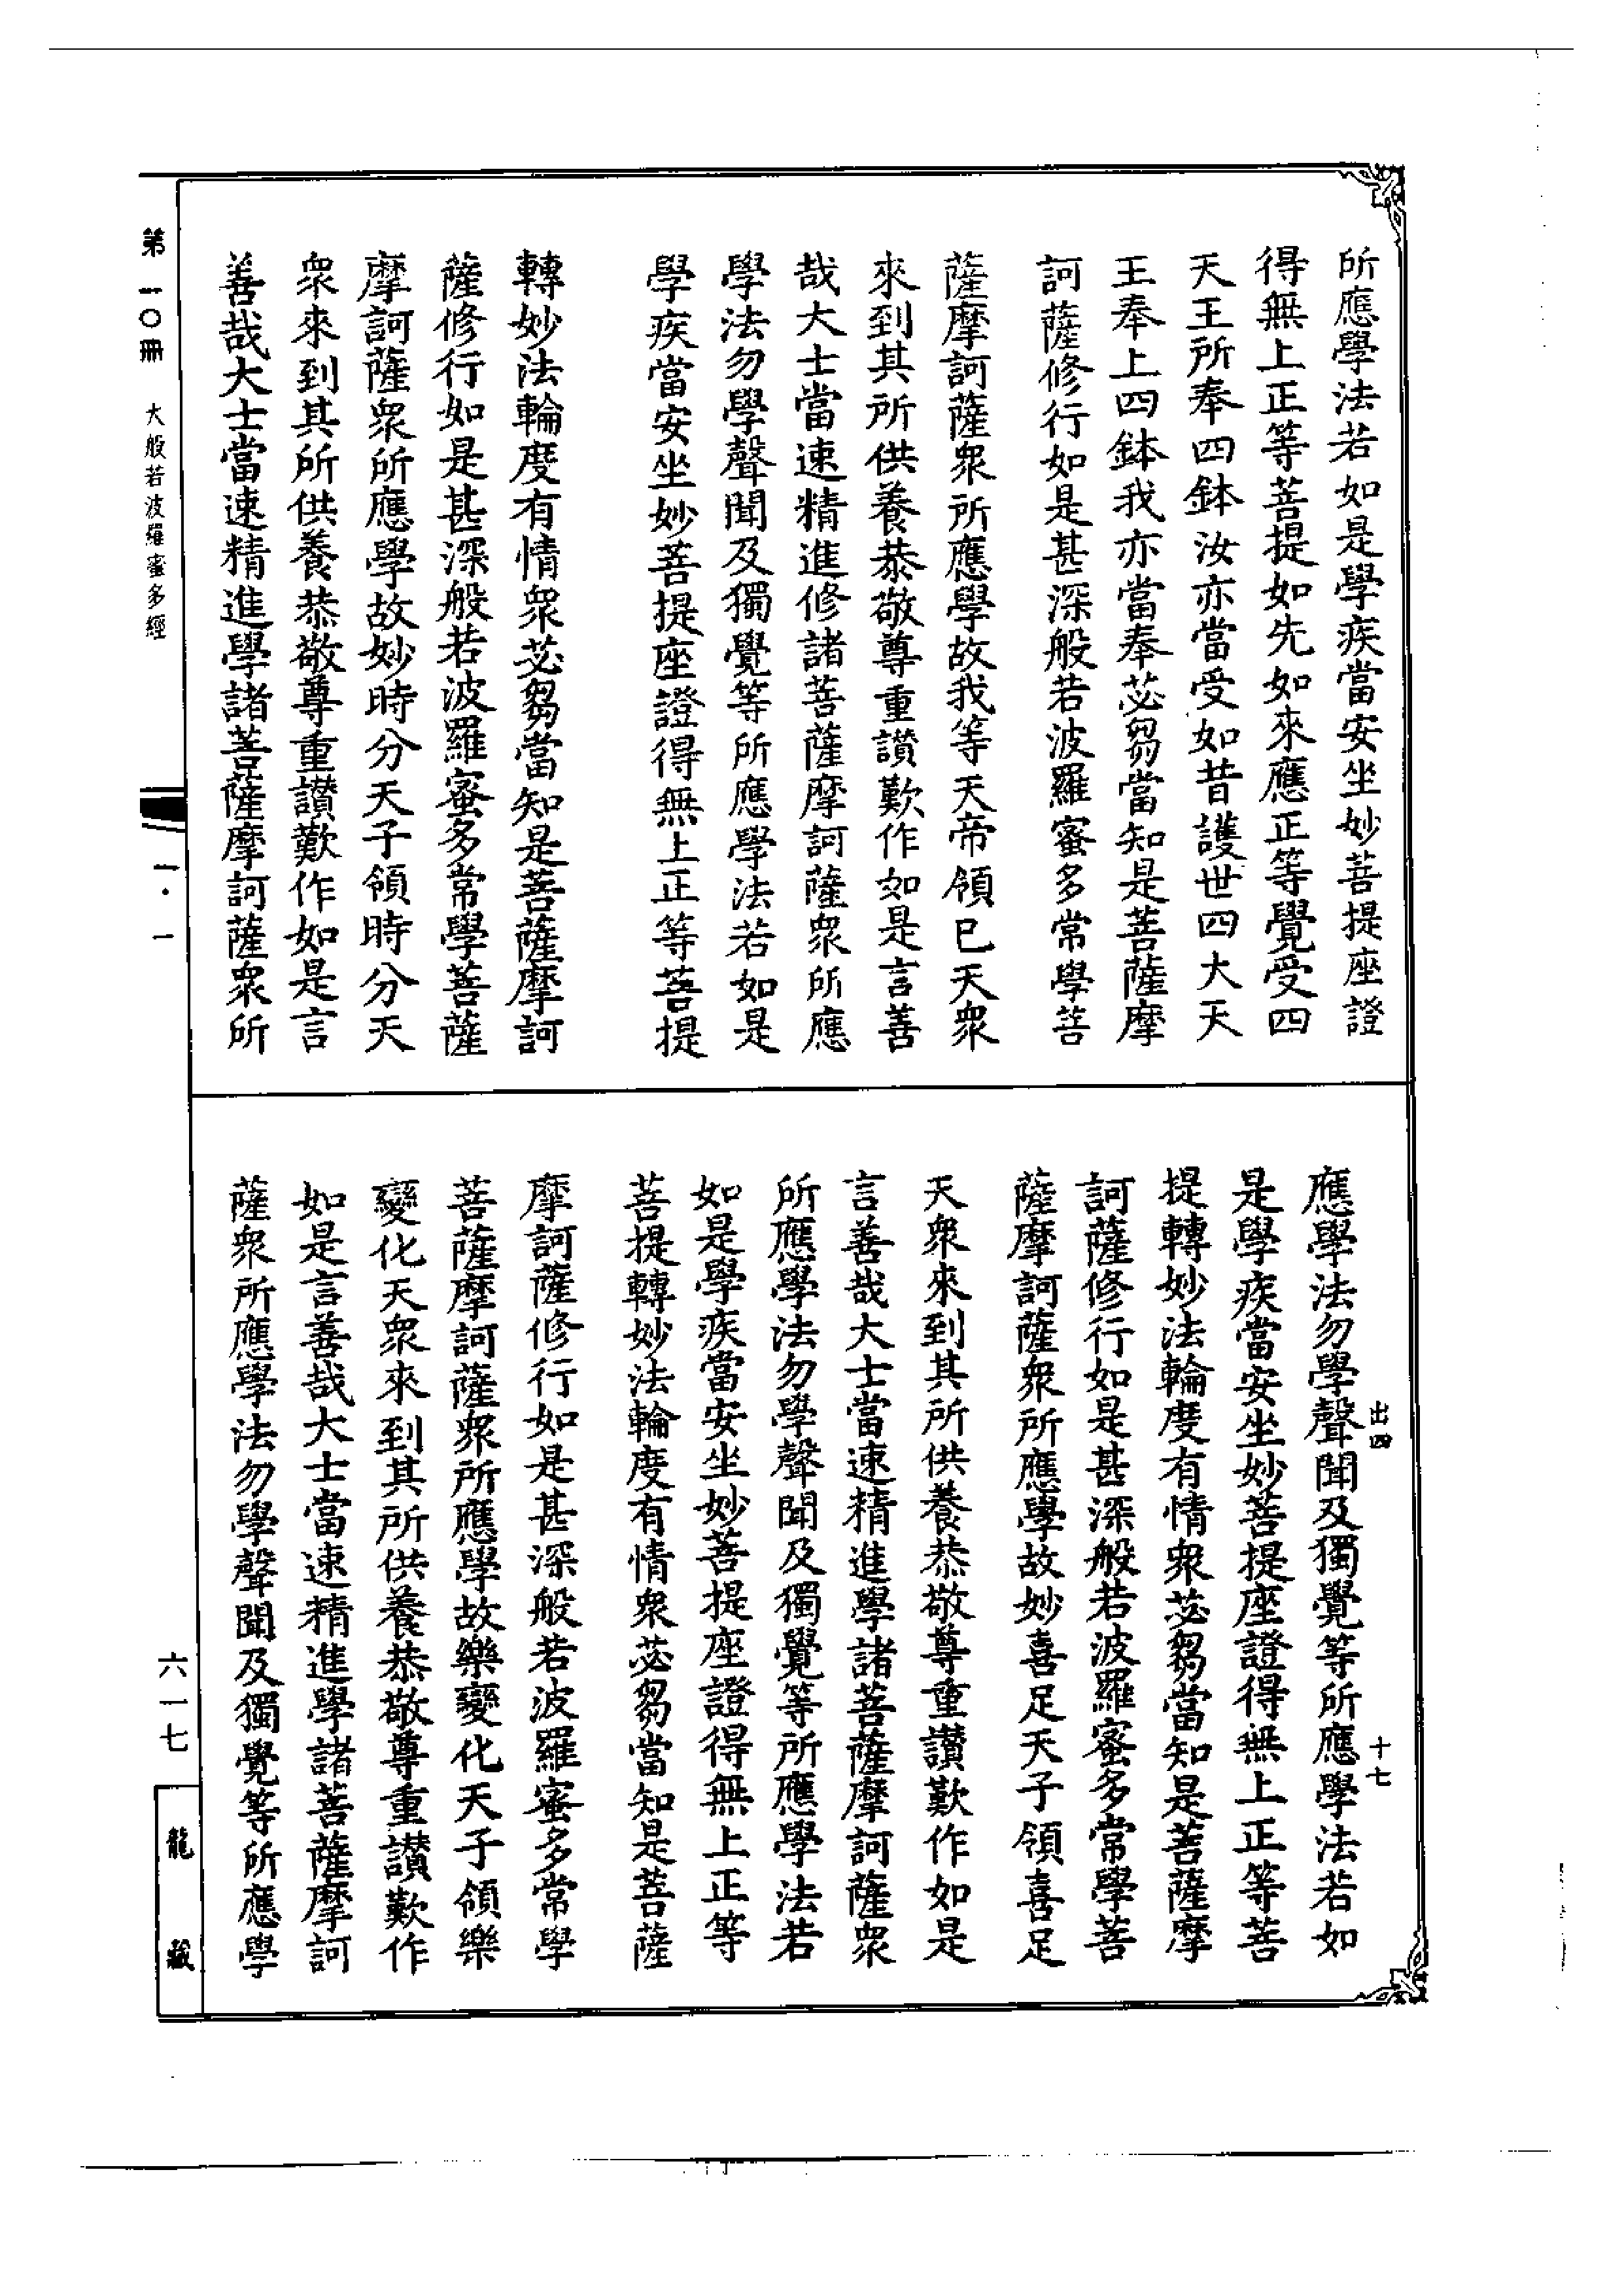 所應學法若如是學疾當安坐妙菩提座證
得無上正等菩提如先如來應正等覺受四
天王所奉四鉢汝亦當受如昔護世四大天
王奉上四鉢我亦當奉苾芻當知是菩薩摩
訶薩修行如是甚深般若波羅蜜多常學菩
薩摩訶薩衆所應學故我等天帝領已天衆
來到其所供養恭敬尊重讃歎作如是言善
哉大士當速精進修諸菩薩摩訶薩衆所應
學法勿學聲聞及獨覺等所應學法若如是
學疾當安坐妙菩提座證得無上正等菩提
轉妙法輪度有情衆苾芻當知是菩薩摩訶
薩修行如是甚深般若波羅蜜多常學菩薩
摩訶薩衆所應學故妙時分天子領時分天
衆來到其所供養恭敬尊重讃歎作如是言
善哉大士當速精進學諸菩薩摩訶薩衆所
應學法勿學聲聞及獨覺等所應學法若如
是學疾當安坐妙菩提座證得無上正等菩
提轉妙法輪度有情衆苾芻當知是菩薩摩
訶薩修行如是甚深般若波羅蜜多常學菩
薩摩訶薩衆所應學故妙喜足天子領喜足
天衆來到其所供養恭敬尊重讃歎作如是
言善哉大士當速精進學諸菩薩摩訶薩衆
所應學法勿學聲聞及獨覺等所應學法若
如是學疾當安坐妙菩提座證得無上正等
菩提轉妙法輪度有情衆苾芻當知是菩薩
摩訶薩修行如是甚深般若波羅蜜多常學
菩薩摩訶薩衆所應學故樂變化天子領樂
變化天衆來到其所供養恭敬尊重讃歎作
如是言善哉大士當速精進學諸菩薩摩訶
薩衆所應學法勿學聲聞及獨覺等所應學
出四
十七
第一〇冊 大般若波羅蜜多經
一·一
六一七
龍藏